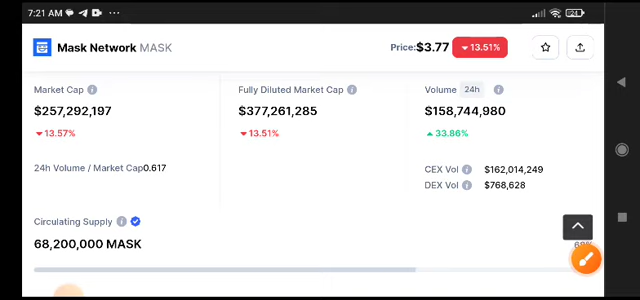 7:21 AM
24
Mask Network MASK
Price:$3.77 13.51%
Market Cap
$257,292,197
13.57%
24h Volume / Market Cap0.617
Fully Diluted Market Cap
$377,261,285
13.51%
Volume 24h
$158,744,980
33.86%
CEX Vol $162,014,249
DEX Vol $768,628
Circulating Supply
68,200,000 MASK